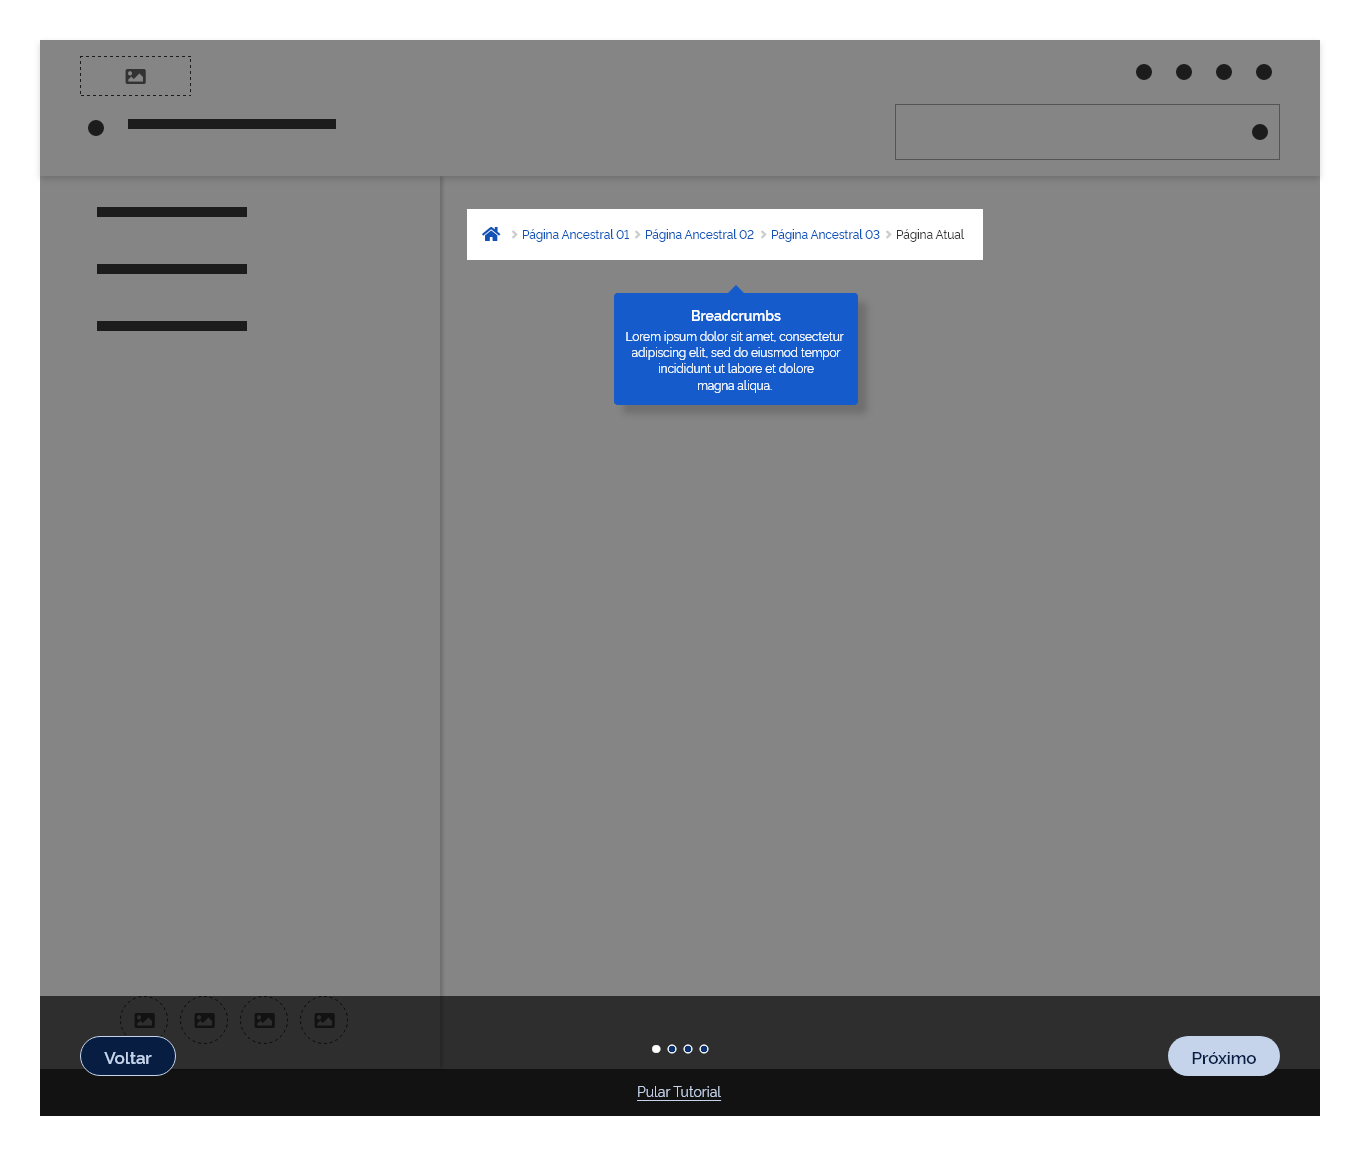 Página Ancestral 01 Página Ancestral 02 Página Ancestral 03 Página Atual
Breadcrumbs
Lorem ipsum dolor sit amet, consectetur
adipiscing elit, sed do eiusmod tempor
incididunt ut labore et dolore
magna aliqua.
Voltar
Próximo
Pular Tutorial